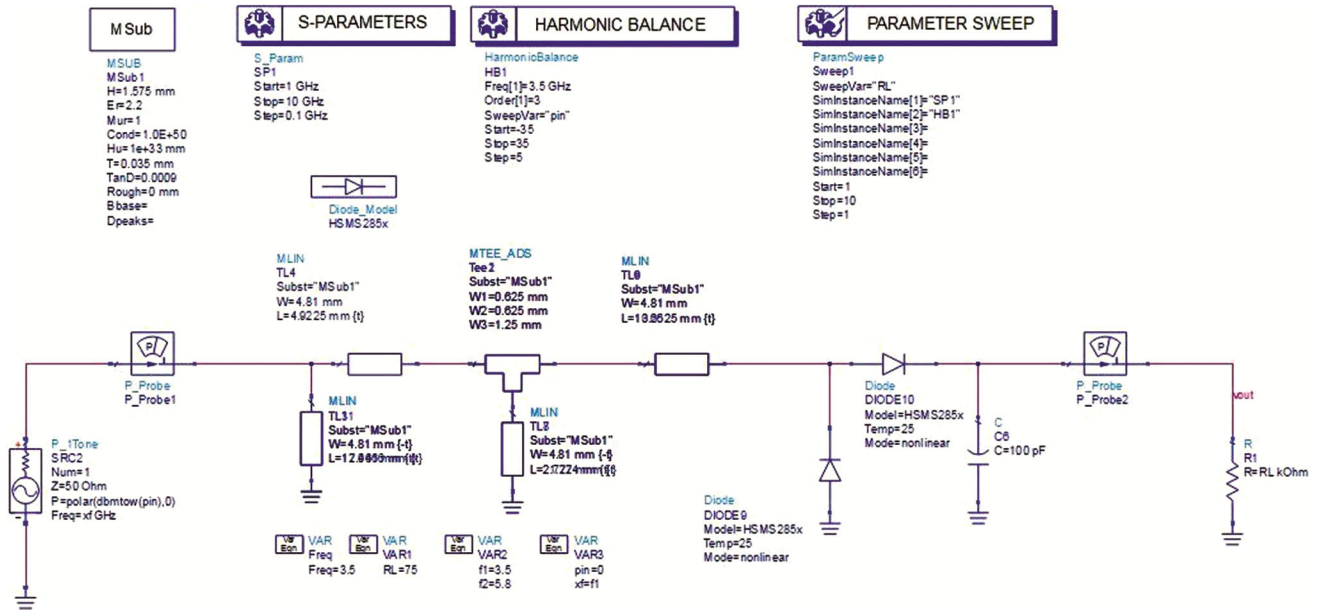 MSub
MSUB
MSub1
H=1.575 mm
Er=2.2
Mur=1
Cond=1.0E+50
Hu=1e+33 mm
T=0.035 mm
TanD=0.0009
Rough=0 mm
Bbase=
Dpeaks=
S-PARAMETERS
S_Param
SP1
Start=1 GHz
Stop=10 GHz
Step=0.1 GHz
HARMONIC BALANCE
HarmonicBalance
HB1
Freq[1]=3.5 GHz
Order[1]=3
SweepVar="pin"
Start=-35
Stop=35
Step=5
PARAMETER SWEEP
ParamSweep
Sweep1
SweepVar="RL"
SimInstanceName[1]="SP1"
SimInstanceName[2]="HB1"
SimInstanceName[3]=
SimInstanceName[4]=
SimInstanceName[5]=
SimInstanceName[6]=
Start=1
Stop=10
Step=1
Diode_Model
HSMS285x
MLIN
TL4
Subst="MSub1"
W=4.81 mm
L=4.9225 mm {t}
MTEE_ADS
Tee2
Subst="MSub1"
W1=0.625 mm
W2=0.625 mm
W3=1.25 mm
MLIN
Subst="MSub1"
W=4.81 mm
P
P_Probe
P_Probe1
MLIN
Subst="MSub1"
W=4.81 mm {-t}
MLIN
Subst="MSub1"
W=4.81 mm
P_1Tone
SRC2
Num=1
Z=50 Ohm
P=polar(dbmtow(pin),0)
Freq=xf GHz
Diode
DIODE10
Model=HSMS285x
Temp=25
Mode=nonlinear
Diode
DIODE9
Model=HSMS285x
Temp=25
Mode=nonlinear
C
C6
C=100 pF
P
P_Probe
P_Probe2
vout
R
R1
R=RL kOhm
Var Eqn
VAR
Freq
Freq=3.5
Var Eqn
VAR
VAR1
RL=75
Var Eqn
VAR
VAR2
f1=3.5
f2=5.8
Var Eqn
VAR
VAR3
pin=0
xf=f1